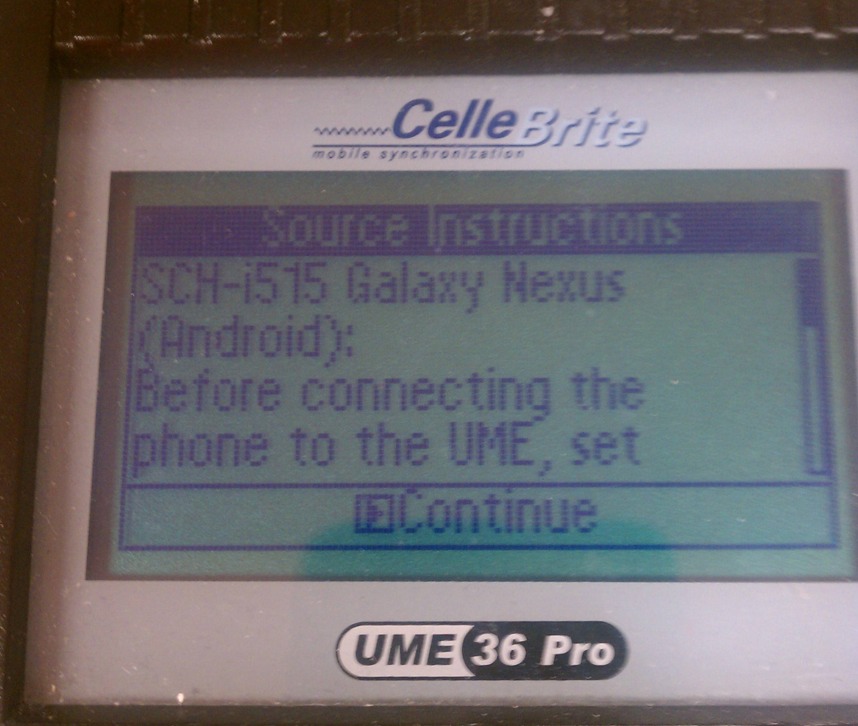 CelleBrite
mobile synchronization
Source Instructions
SCH-i515 Galaxy Nexus
(Android):
Before connecting the
phone to the UME, set
Continue
UME 36 Pro